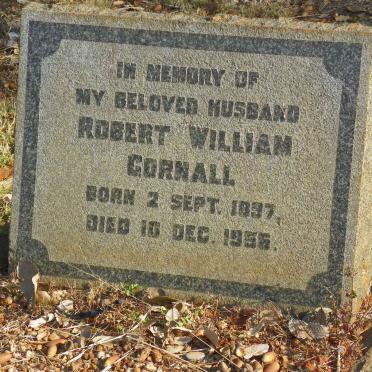 IN MEMORY OF
MY BELOVED HUSBAND
ROBERT WILLIAM
CORNALL
BORN 2 SEPT. 1897,
DIED 10 DEC. 1956.